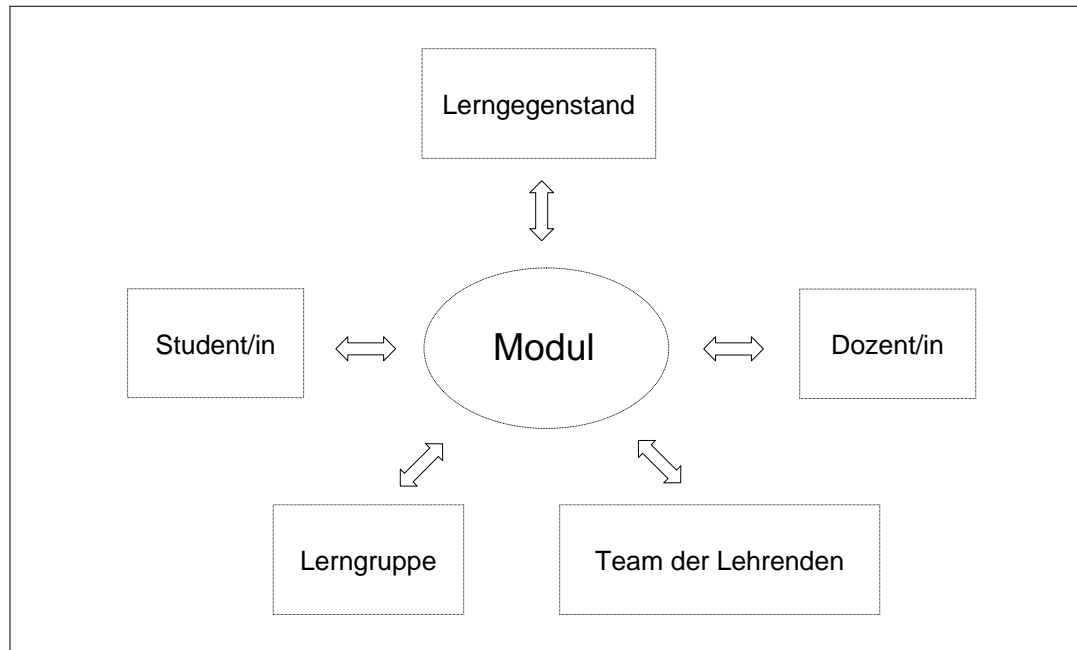 Lerngegenstand
Student/in
Modul
Dozent/in
Lerngruppe
Team der Lehrenden